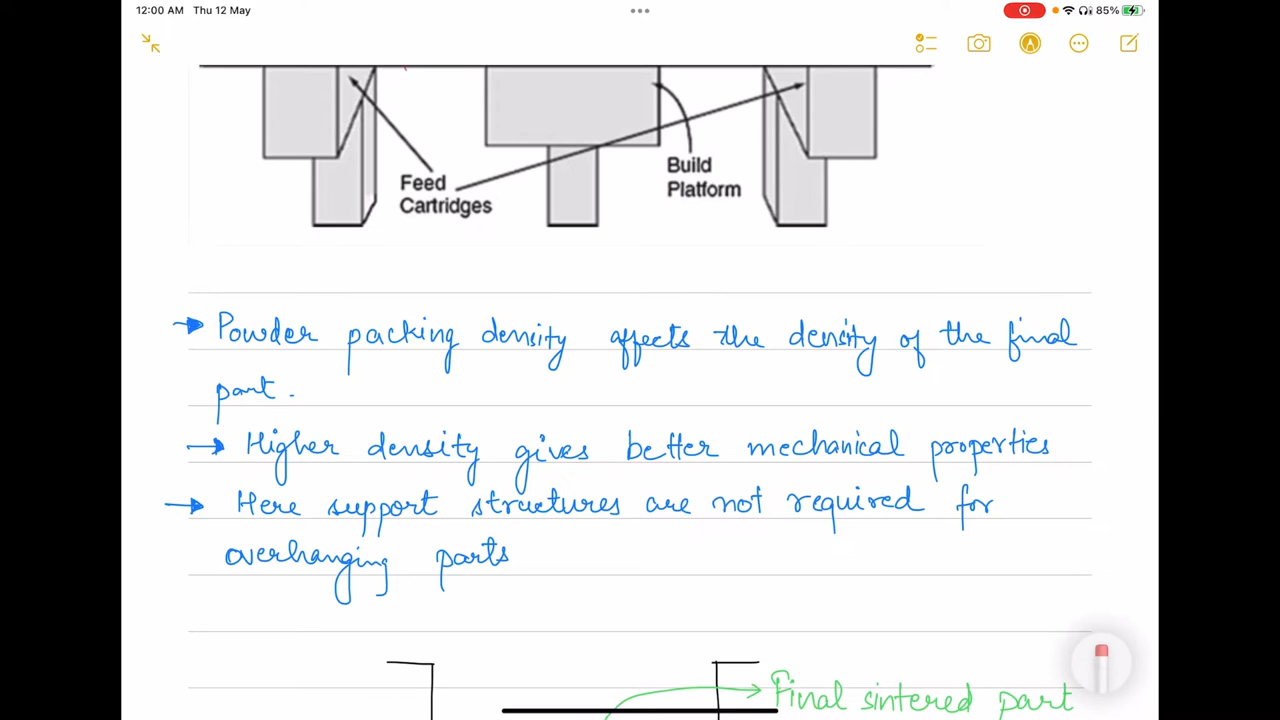 12:00 AM Thu 12 May
85%
Feed
Cartridges
Build
Platform
Powder packing density affects the density of the final
part.
Higher density gives better mechanical properties
Here support structures are not required for
overhanging parts
Final sintered part